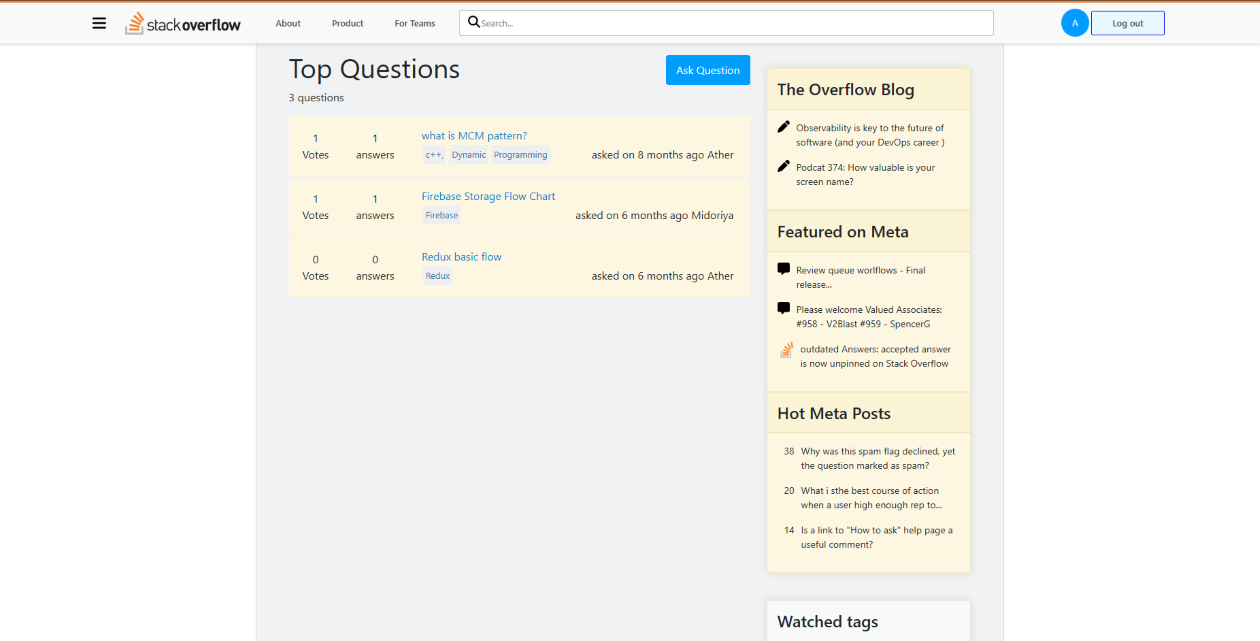 stackoverflow About Product For Teams Search... A Log out
Top Questions
Ask Question
3 questions
1 1 what is MCM pattern?
Votes answers c++, Dynamic Programming asked on 8 months ago Ather
1 1 Firebase Storage Flow Chart
Votes answers Firebase asked on 6 months ago Midoriya
0 0 Redux basic flow
Votes answers Redux asked on 6 months ago Ather
The Overflow Blog
Observability is key to the future of
software (and your DevOps career )
Podcat 374: How valuable is your
screen name?
Featured on Meta
Review queue worlflows - Final
release...
Please welcome Valued Associates:
#958 - V2Blast #959 - SpencerG
outdated Answers: accepted answer
is now unpinned on Stack Overflow
Hot Meta Posts
38 Why was this spam flag declined, yet
the question marked as spam?
20 What i sthe best course of action
when a user high enough rep to...
14 Is a link to "How to ask" help page a
useful comment?
Watched tags